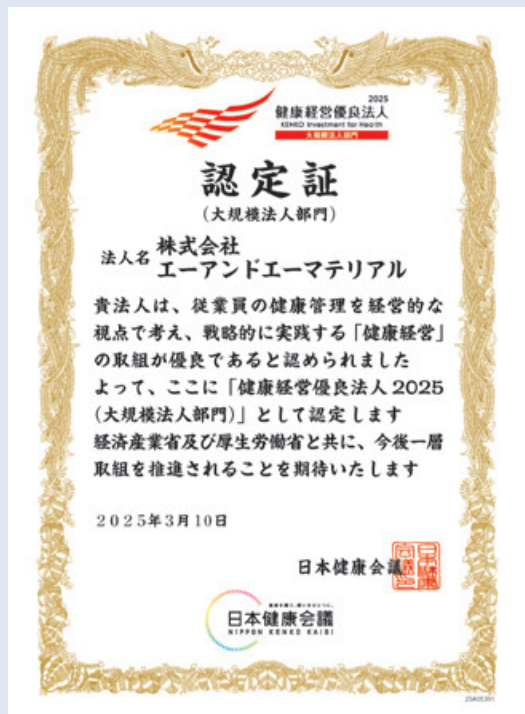 2025
健康経営優良法人
KENKO Investment for Health
大規模法人部門
認定証
(大規模法人部門)
法人名 株式会社
エーアンドエーマテリアル
貴法人は、従業員の健康管理を経営的な
視点で考え、戦略的に実践する「健康経営」
の取組が優良であると認められました
よって、ここに「健康経営優良法人2025
(大規模法人部門)」として認定します
経済産業省及び厚生労働省と共に、今後一層
取組を推進されることを期待いたします
2025年3月10日
日本健康会議
日本健康会議
NIPPON KENKO KAIGI